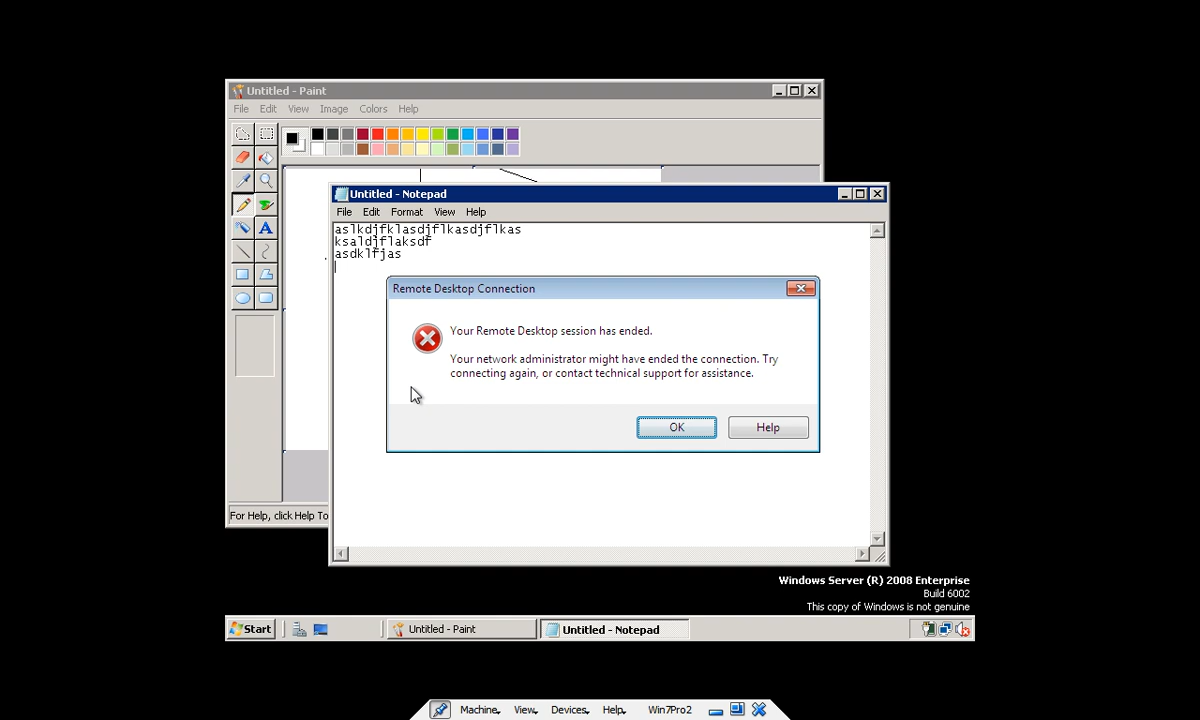 Untitled - Paint
File Edit View Image Colors Help
Untitled - Notepad
File Edit Format View Help
aslkdjfklasdjflkasdjflkas
ksaldjflaksdf
asdklfjas
Remote Desktop Connection
Your Remote Desktop session has ended.
Your network administrator might have ended the connection. Try
connecting again, or contact technical support for assistance.
OK Help
A
For Help, click Help To
Windows Server (R) 2008 Enterprise
Build 6002
This copy of Windows is not genuine
Start Untitled - Paint Untitled - Notepad
Machine View Devices Help Win7Pro2